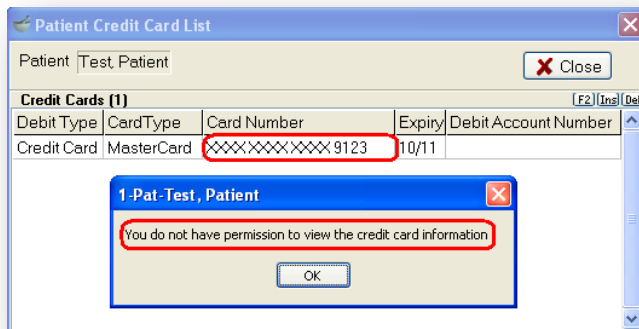 Patient Credit Card List
Patient Test, Patient
Close
Credit Cards (1) F2 Ins Del
Debit Type CardType Card Number Expiry Debit Account Number
Credit Card MasterCard XXXX XXXX XXXX 9123 10/11
1-Pat-Test, Patient
You do not have permission to view the credit card information
OK